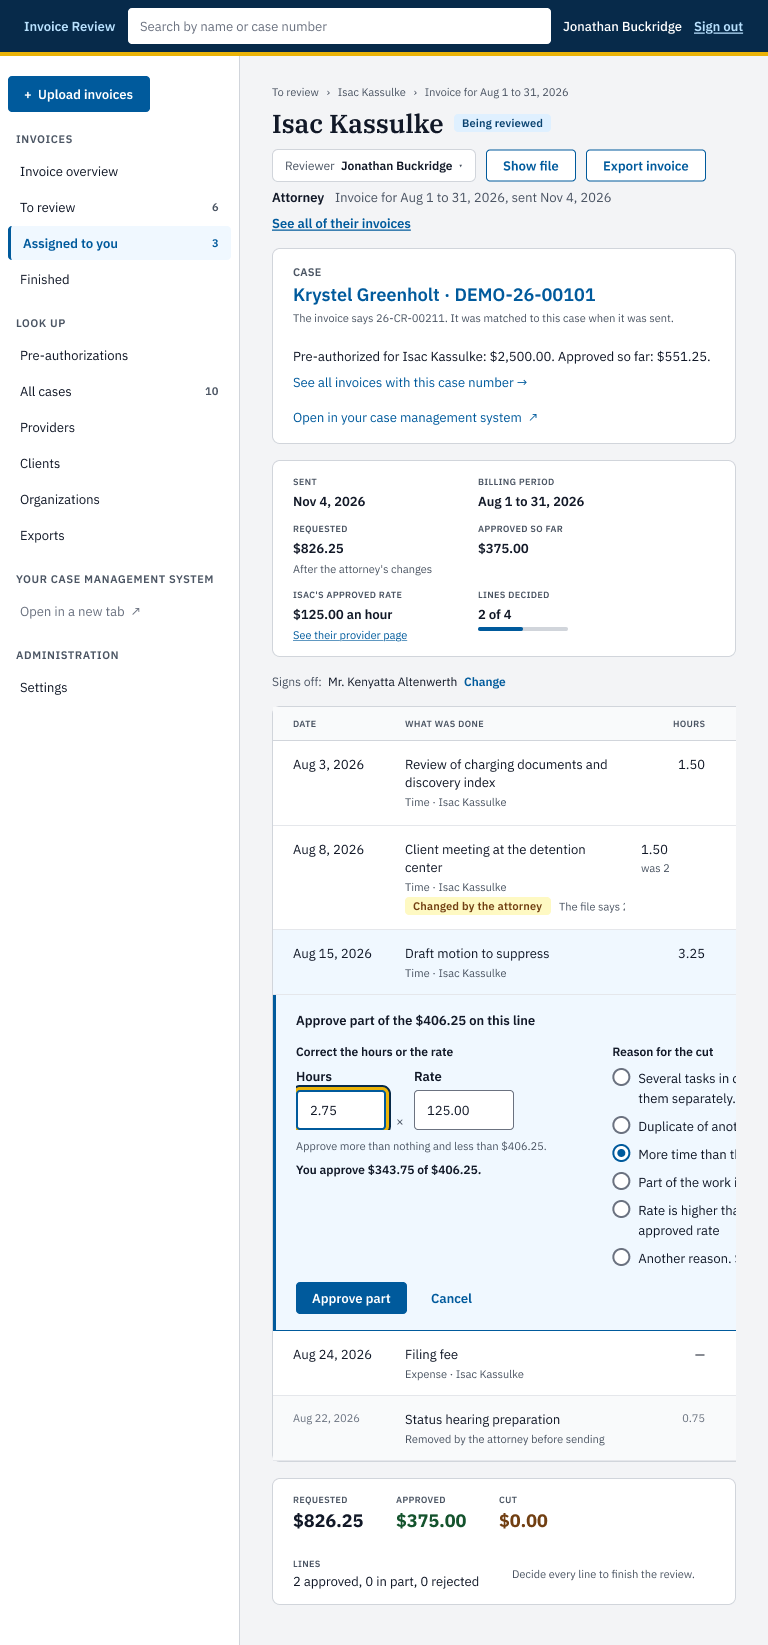 Invoice Review
Search by name or case number
Jonathan Buckridge
Sign out
+ Upload invoices
INVOICES
Invoice overview
To review 6
Assigned to you 3
Finished
LOOK UP
Pre-authorizations
All cases 10
Providers
Clients
Organizations
Exports
YOUR CASE MANAGEMENT SYSTEM
Open in a new tab ↗
ADMINISTRATION
Settings
To review › Isac Kassulke › Invoice for Aug 1 to 31, 2026
Isac Kassulke Being reviewed
Reviewer Jonathan Buckridge · Show file Export invoice
Attorney Invoice for Aug 1 to 31, 2026, sent Nov 4, 2026
See all of their invoices
CASE
Krystel Greenholt · DEMO-26-00101
The invoice says 26-CR-00211. It was matched to this case when it was sent.
Pre-authorized for Isac Kassulke: $2,500.00. Approved so far: $551.25.
See all invoices with this case number →
Open in your case management system ↗
SENT BILLING PERIOD
Nov 4, 2026 Aug 1 to 31, 2026
REQUESTED APPROVED SO FAR
$826.25 $375.00
After the attorney's changes
ISAC'S APPROVED RATE LINES DECIDED
$125.00 an hour 2 of 4
See their provider page
Signs off: Mr. Kenyatta Altenwerth Change
DATE WHAT WAS DONE HOURS
Aug 3, 2026 Review of charging documents and 1.50
discovery index
Time · Isac Kassulke
Aug 8, 2026 Client meeting at the detention 1.50
center was 2
Time · Isac Kassulke
Changed by the attorney The file says
Aug 15, 2026 Draft motion to suppress 3.25
Time · Isac Kassulke
Approve part of the $406.25 on this line
Correct the hours or the rate
Hours Rate
2.75 × 125.00
Approve more than nothing and less than $406.25.
You approve $343.75 of $406.25.
Reason for the cut
Several tasks in
them separately.
Duplicate of
More time than
Part of the work
Rate is higher
approved rate
Another reason.
Approve part Cancel
Aug 24, 2026 Filing fee —
Expense · Isac Kassulke
Aug 22, 2026 Status hearing preparation 0.75
Removed by the attorney before sending
REQUESTED APPROVED CUT
$826.25 $375.00 $0.00
LINES
2 approved, 0 in part, 0 rejected
Decide every line to finish the review.